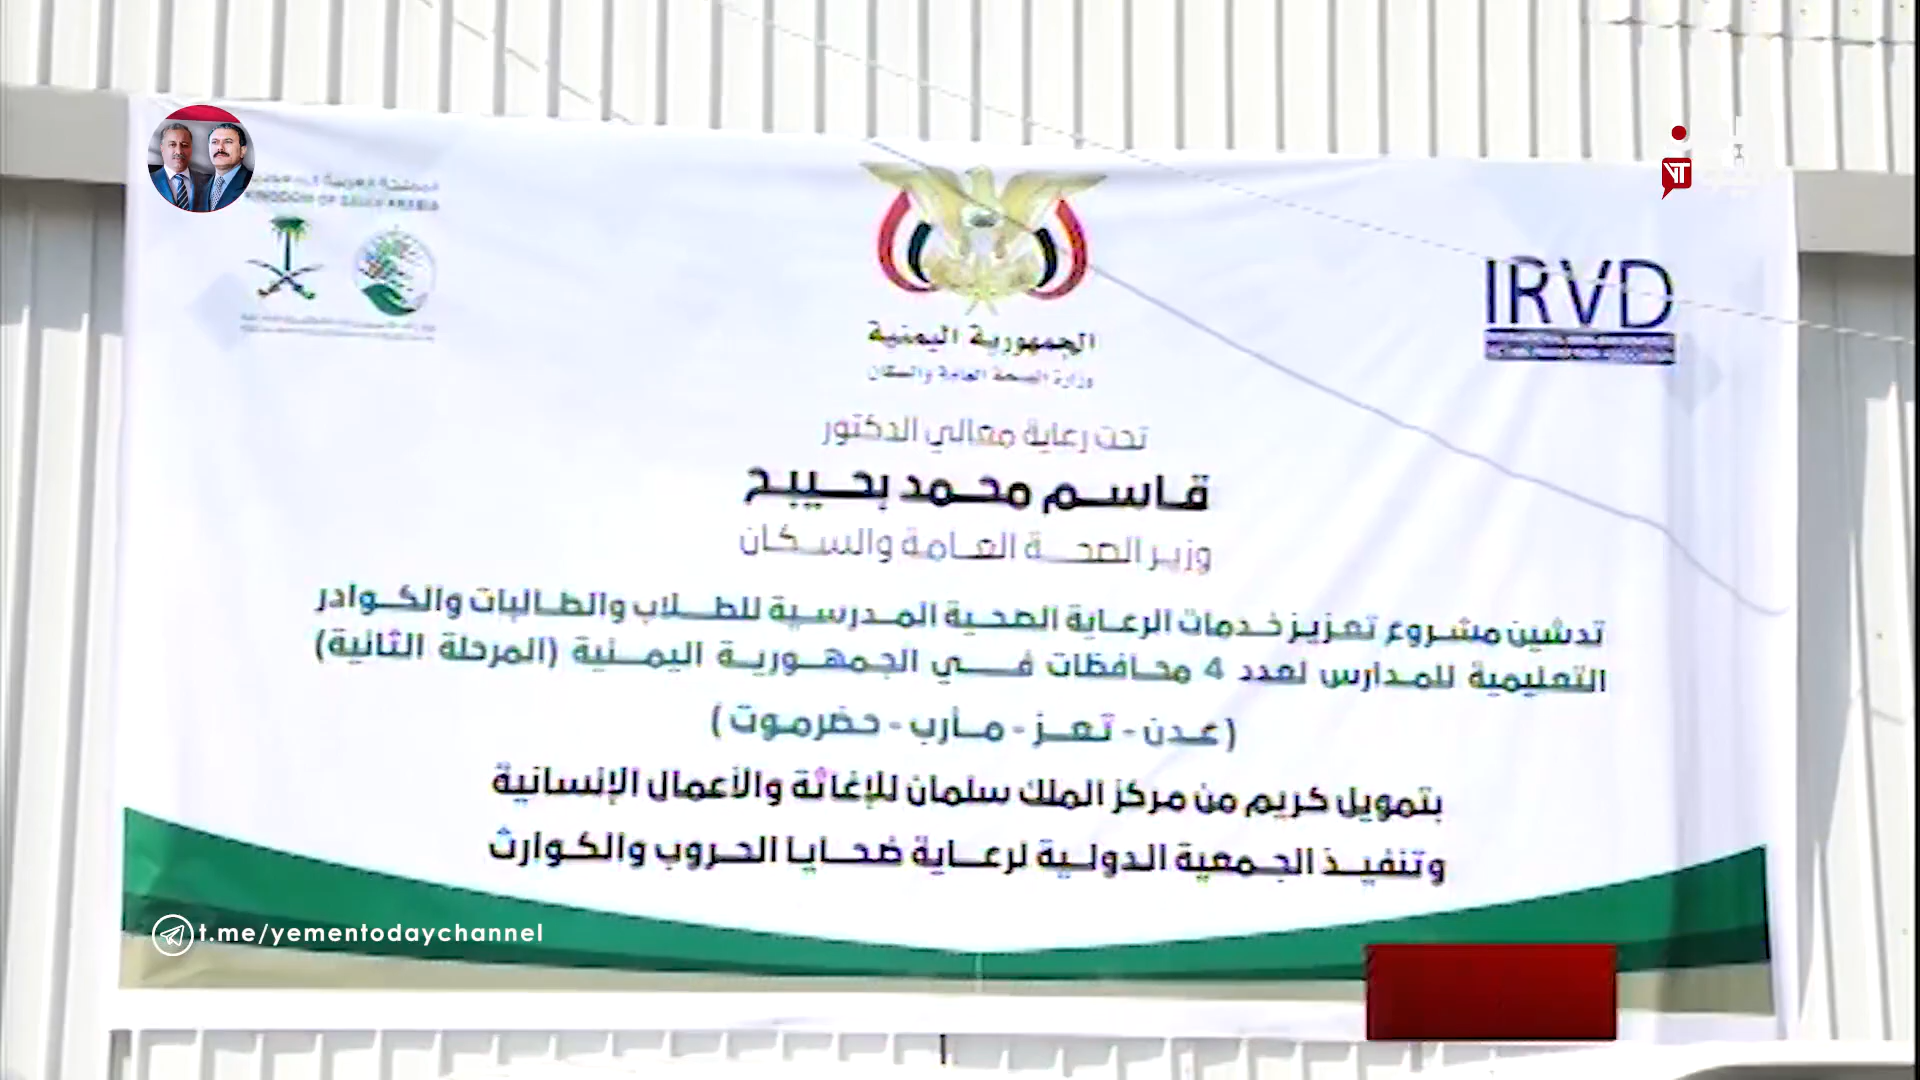 المملكة العربية السعودية
KINGDOM OF SAUDI ARABIA
IRVD
الجمهورية اليمنية
وزارة الصحة العامة والسكان
تحت رعاية معالي الدكتور
قاسم محمد بحيبح
وزير الصحة العامة والسكان
تدشين مشروع تعزيز خدمات الرعاية الصحية المدرسية للطلاب والطالبات والكوادر
التعليمية للمدارس لعدد 4 محافظات في الجمهورية اليمنية (المرحلة الثانية)
(عدن - تعز - مأرب - حضرموت)
بتمويل كريم من مركز الملك سلمان للإغاثة والأعمال الإنسانية
وتنفيذ الجمعية الدولية لرعاية ضحايا الحروب والكوارث
t.me/yementodaychannel